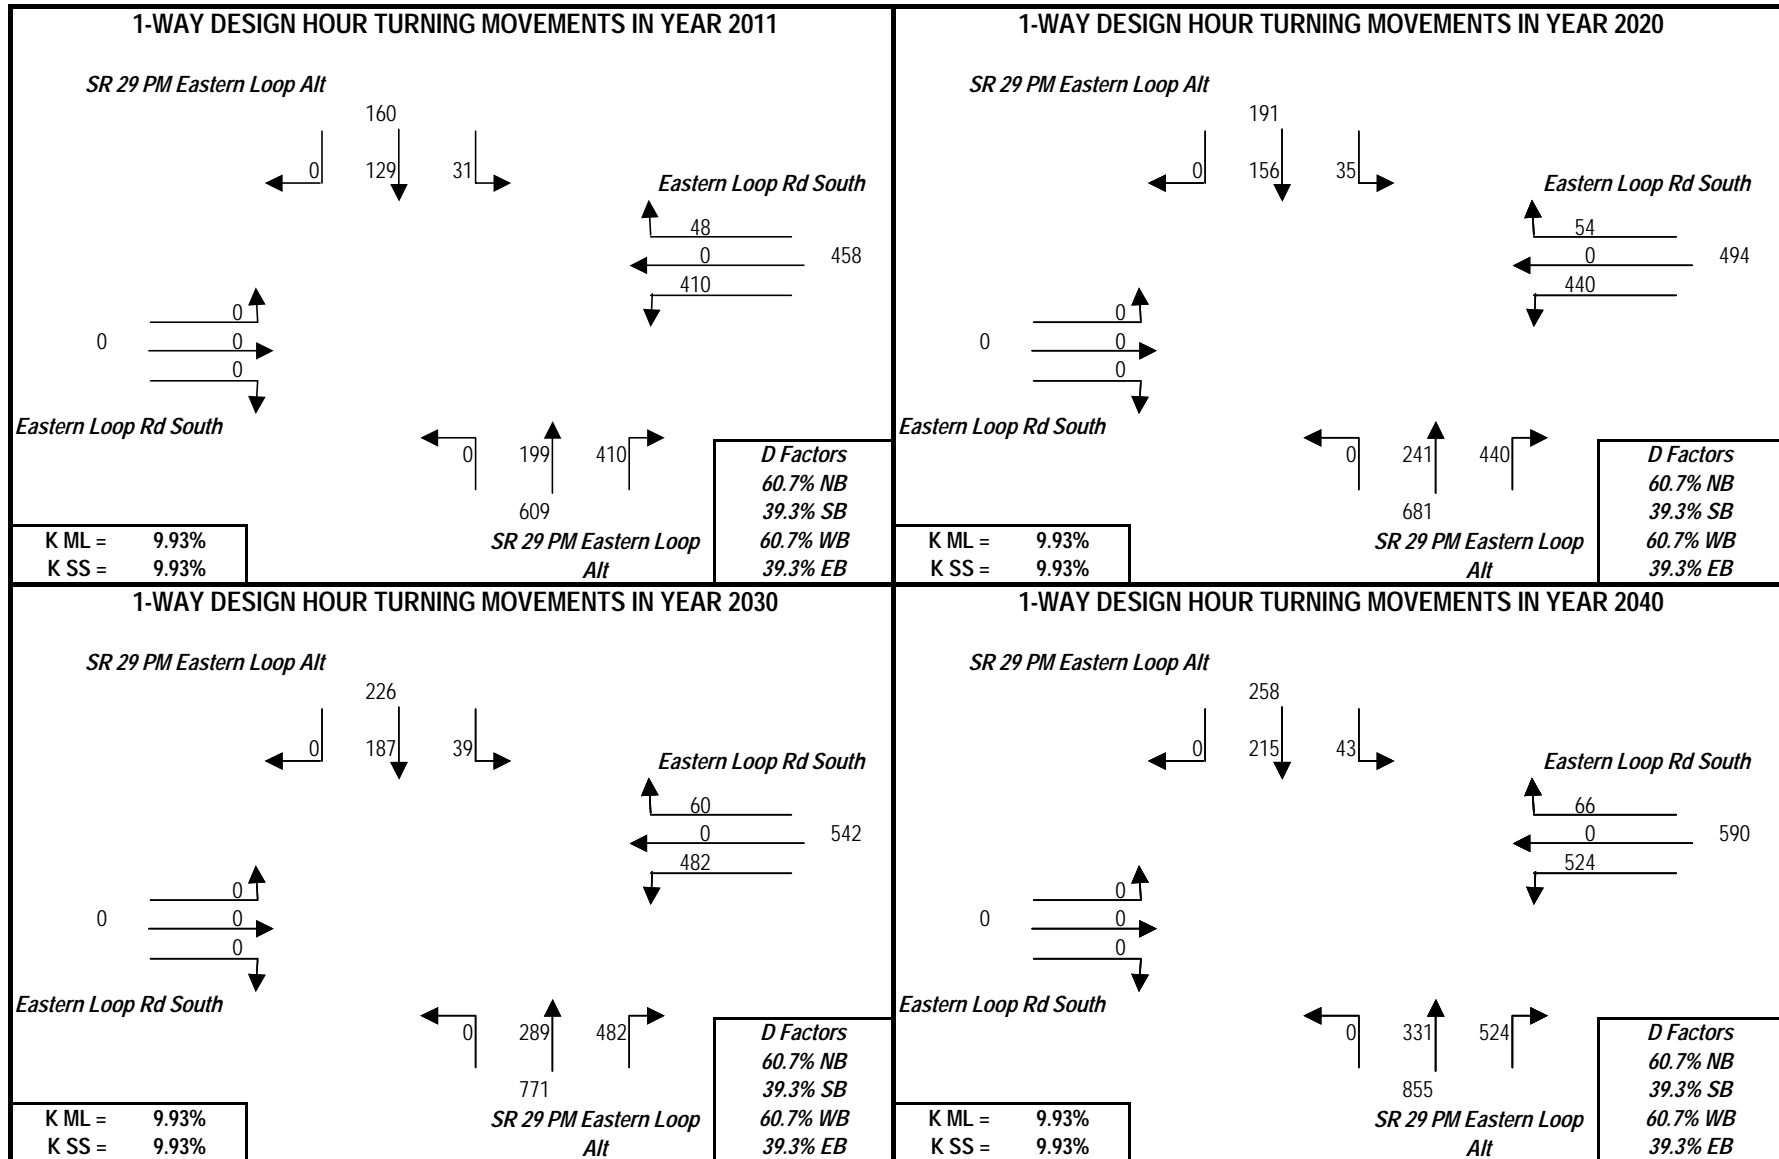 1-WAY DESIGN HOUR TURNING MOVEMENTS IN YEAR 2011
SR 29 PM Eastern Loop Alt
160
0 129 31
Eastern Loop Rd South
48
0 458
410
0
0 0
0
Eastern Loop Rd South
0 199 410
609
SR 29 PM Eastern Loop
Alt
D Factors
60.7% NB
39.3% SB
60.7% WB
39.3% EB
K ML = 9.93%
K SS = 9.93%
1-WAY DESIGN HOUR TURNING MOVEMENTS IN YEAR 2020
SR 29 PM Eastern Loop Alt
191
0 156 35
Eastern Loop Rd South
54
0 494
440
0
0 0
0
Eastern Loop Rd South
0 241 440
681
SR 29 PM Eastern Loop
Alt
D Factors
60.7% NB
39.3% SB
60.7% WB
39.3% EB
K ML = 9.93%
K SS = 9.93%
1-WAY DESIGN HOUR TURNING MOVEMENTS IN YEAR 2030
SR 29 PM Eastern Loop Alt
226
0 187 39
Eastern Loop Rd South
60
0 542
482
0
0 0
0
Eastern Loop Rd South
0 289 482
771
SR 29 PM Eastern Loop
Alt
D Factors
60.7% NB
39.3% SB
60.7% WB
39.3% EB
K ML = 9.93%
K SS = 9.93%
1-WAY DESIGN HOUR TURNING MOVEMENTS IN YEAR 2040
SR 29 PM Eastern Loop Alt
258
0 215 43
Eastern Loop Rd South
66
0 590
524
0
0 0
0
Eastern Loop Rd South
0 331 524
855
SR 29 PM Eastern Loop
Alt
D Factors
60.7% NB
39.3% SB
60.7% WB
39.3% EB
K ML = 9.93%
K SS = 9.93%